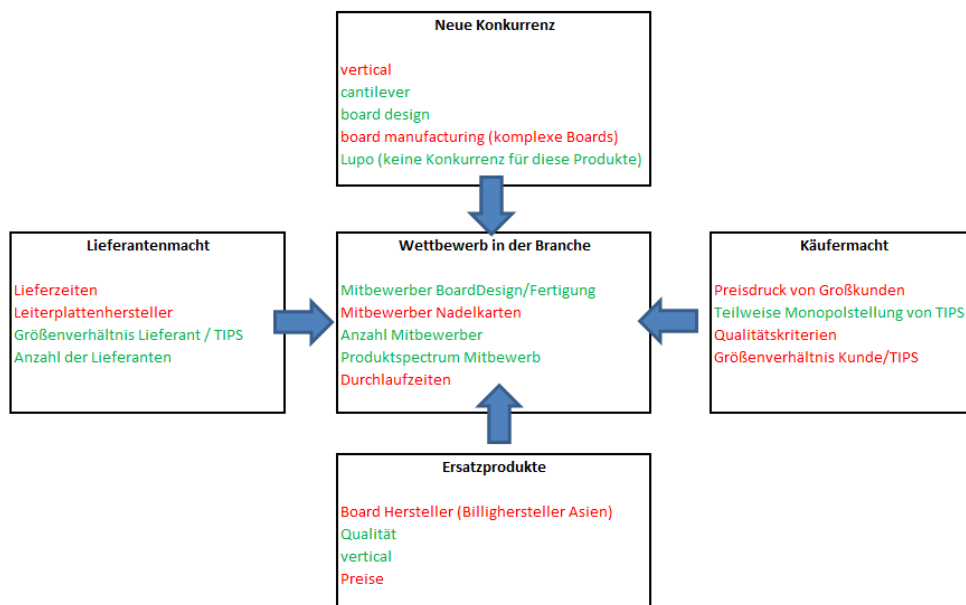 Neue Konkurrenz
vertical
cantilever
board design
board manufacturing (komplexe Boards)
Lupo (keine Konkurrenz für diese Produkte)
Lieferantenmacht
Lieferzeiten
Leiterplattenhersteller
Größenverhältnis Lieferant / TIPS
Anzahl der Lieferanten
Wettbewerb in der Branche
Mitbewerber BoardDesign/Fertigung
Mitbewerber Nadelkarten
Anzahl Mitbewerber
Produktspectrum Mitbewerb
Durchlaufzeiten
Käufermacht
Preisdruck von Großkunden
Teilweise Monopolstellung von TIPS
Qualitätskriterien
Größenverhältnis Kunde/TIPS
Ersatzprodukte
Board Hersteller (Billighersteller Asien)
Qualität
vertical
Preise